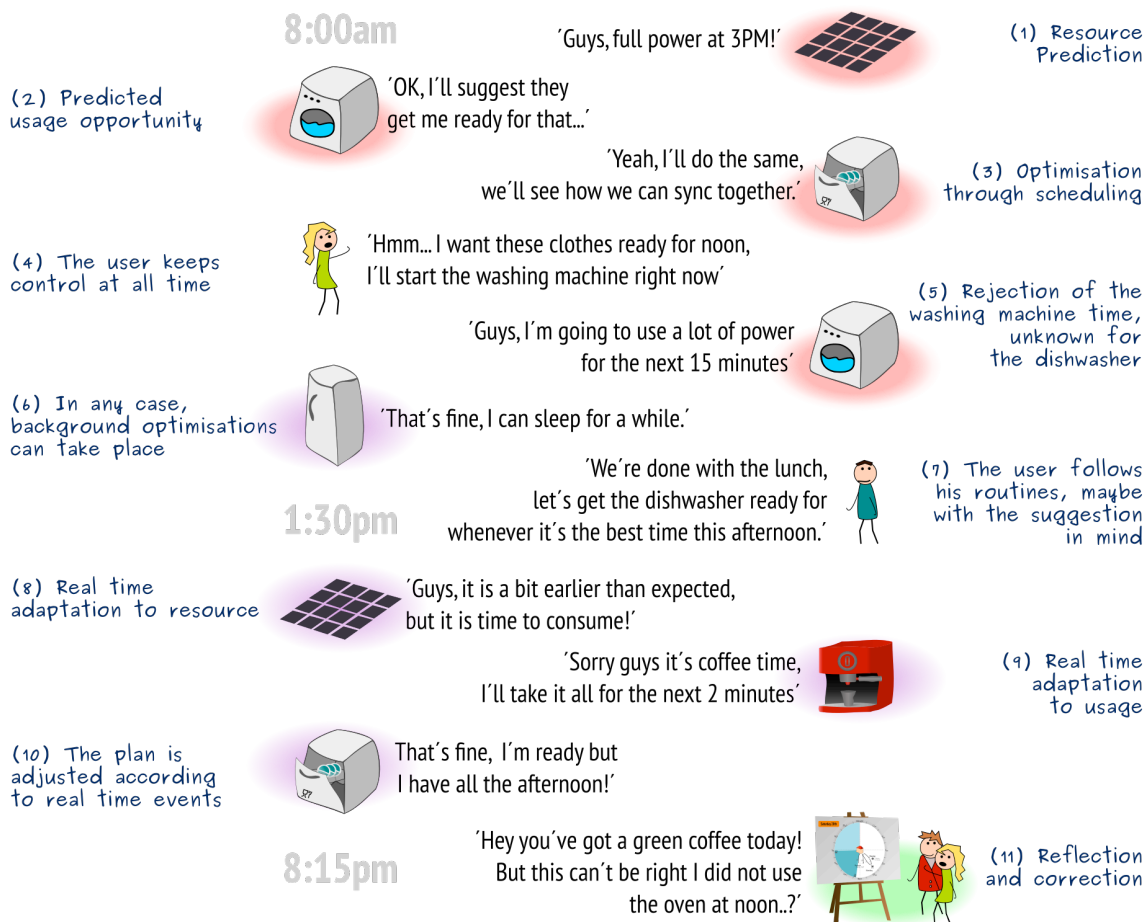 8:00am
´Guys, full power at 3PM!´
(1) Resource
Prediction
(2) Predicted
usage opportunity
´OK, I´ll suggest they
get me ready for that...´
´Yeah, I´ll do the same,
we´ll see how we can sync together.´
(3) Optimisation
through scheduling
(4) The user keeps
control at all time
´Hmm... I want these clothes ready for noon,
I´ll start the washing machine right now´
´Guys, I´m going to use a lot of power
for the next 15 minutes´
(5) Rejection of the
washing machine time,
unknown for
the dishwasher
(6) In any case,
background optimisations
can take place
´That´s fine, I can sleep for a while.´
1:30pm
´We´re done with the lunch,
let´s get the dishwasher ready for
whenever it´s the best time this afternoon.´
(7) The user follows
his routines, maybe
with the suggestion
in mind
(8) Real time
adaptation to resource
´Guys, it is a bit earlier than expected,
but it is time to consume!´
´Sorry guys it´s coffee time,
I´ll take it all for the next 2 minutes´
(9) Real time
adaptation
to usage
(10) The plan is
adjusted according
to real time events
That´s fine, I´m ready but
I have all the afternoon!´
8:15pm
´Hey you´ve got a green coffee today!
But this can´t be right I did not use
the oven at noon..?´
(11) Reflection
and correction